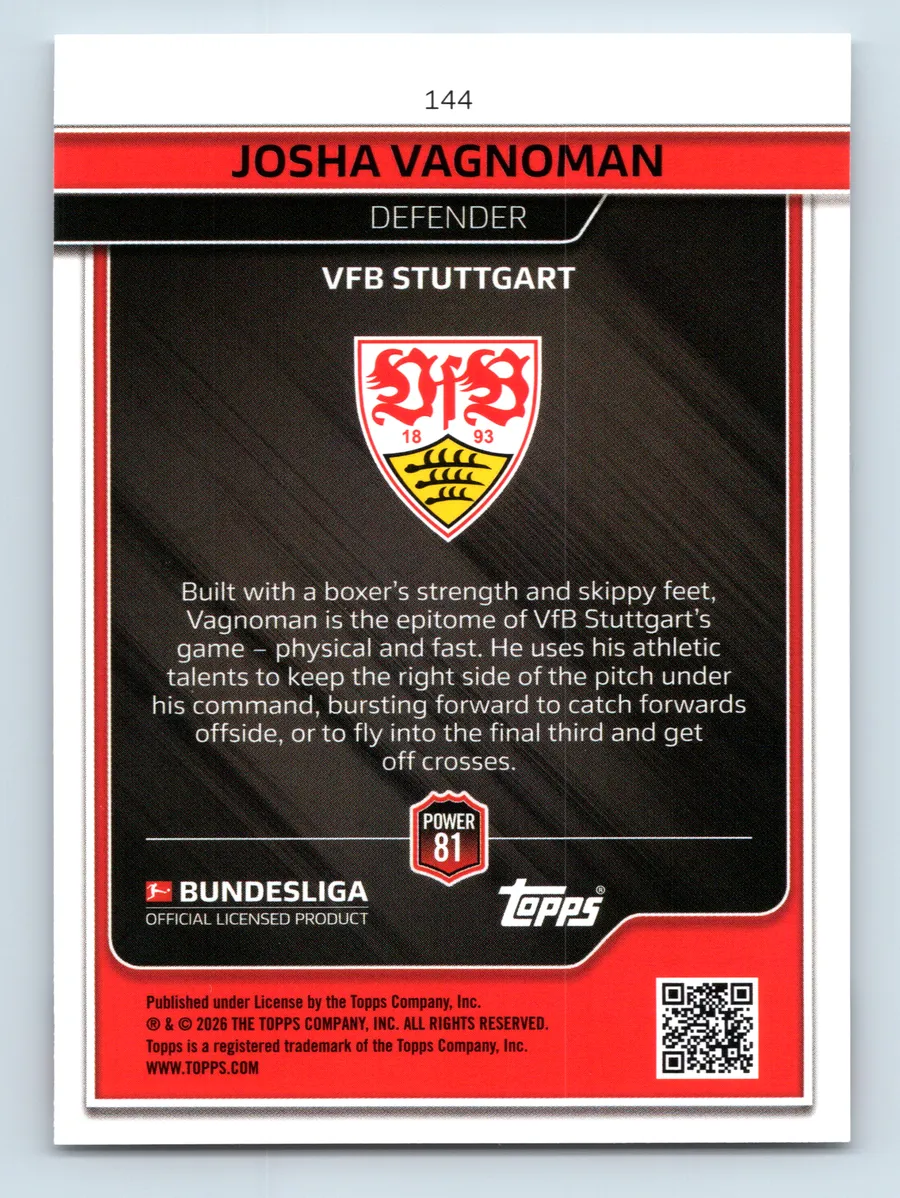 144
JOSHA VAGNOMAN
DEFENDER
VFB STUTTGART
VfB
18 93
Built with a boxer's strength and skippy feet,
Vagnoman is the epitome of VfB Stuttgart's
game – physical and fast. He uses his athletic
talents to keep the right side of the pitch under
his command, bursting forward to catch forwards
offside, or to fly into the final third and get
off crosses.
POWER
81
BUNDESLIGA
OFFICIAL LICENSED PRODUCT
topps®
Published under License by the Topps Company, Inc.
® & © 2026 THE TOPPS COMPANY, INC. ALL RIGHTS RESERVED.
Topps is a registered trademark of the Topps Company, Inc.
WWW.TOPPS.COM